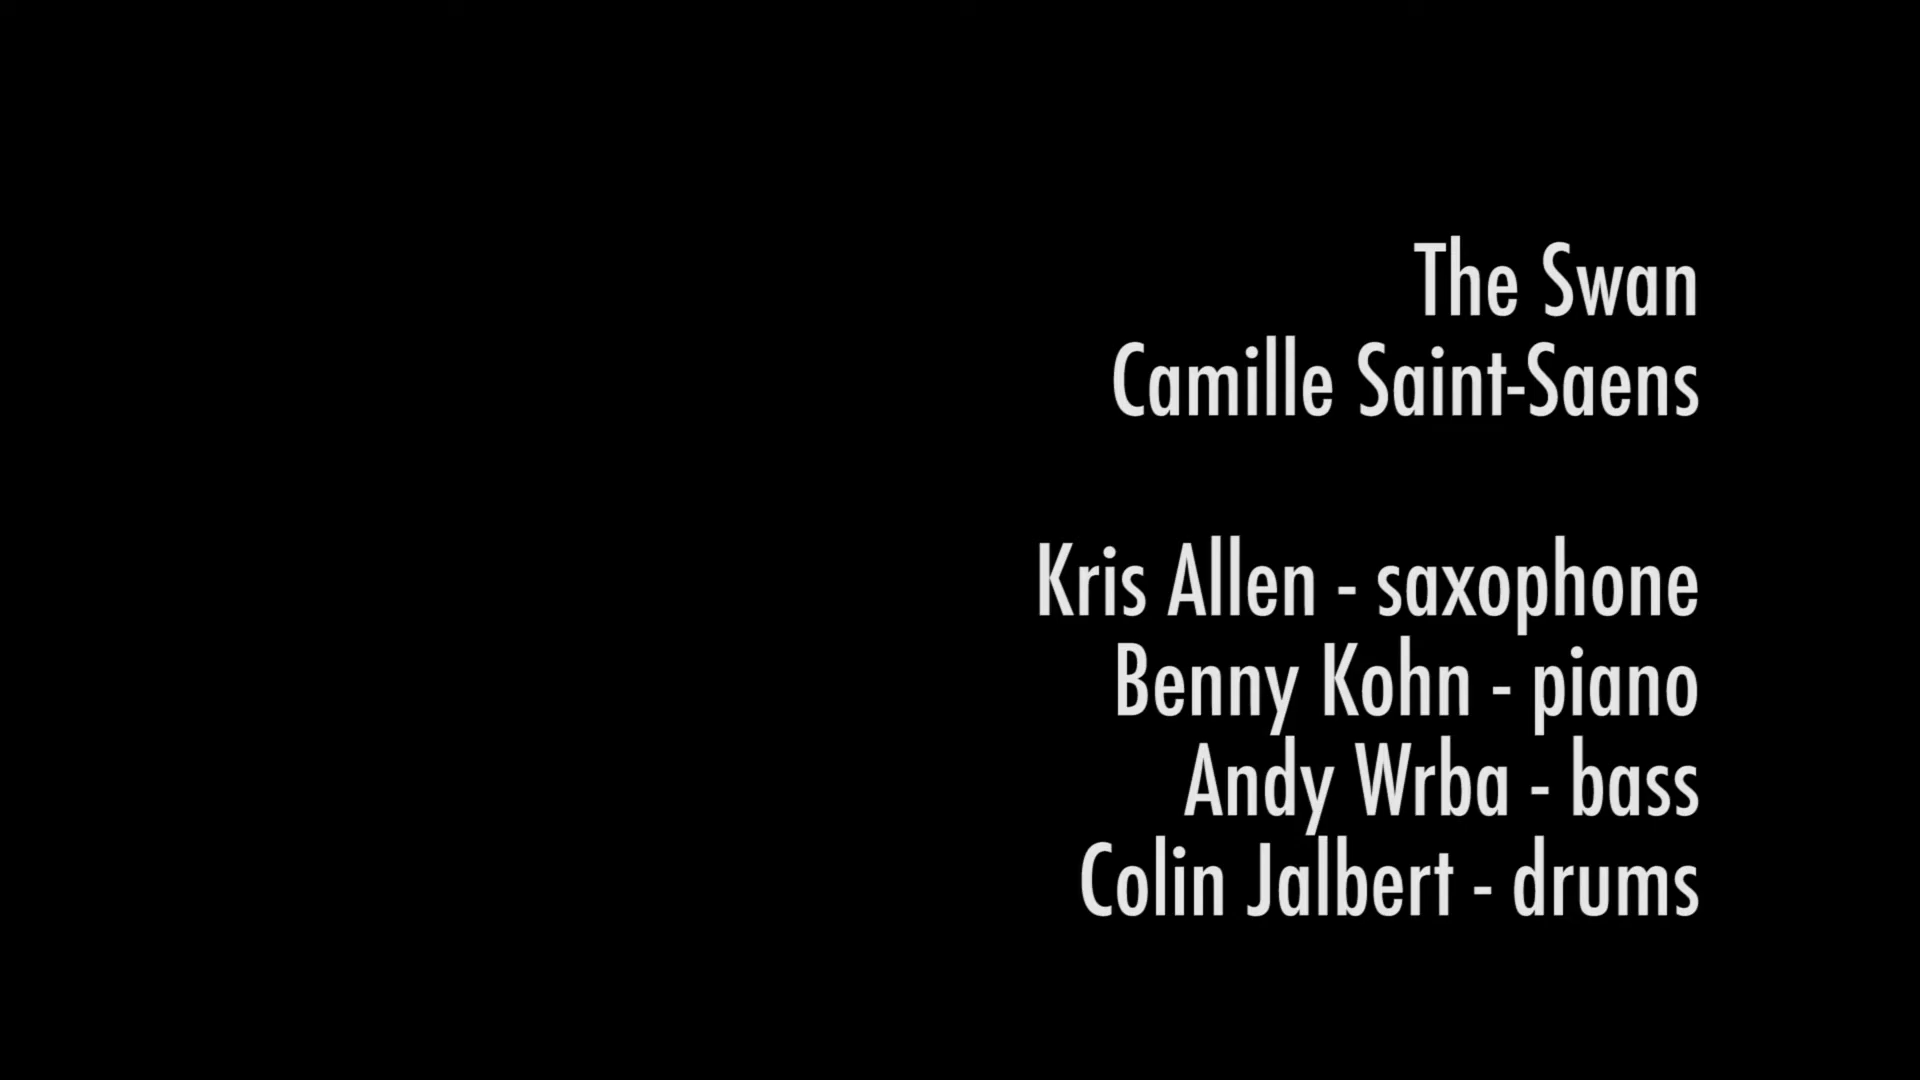 The Swan
Camille Saint-Saens
Kris Allen - saxophone
Benny Kohn - piano
Andy Wrba - bass
Colin Jalbert - drums